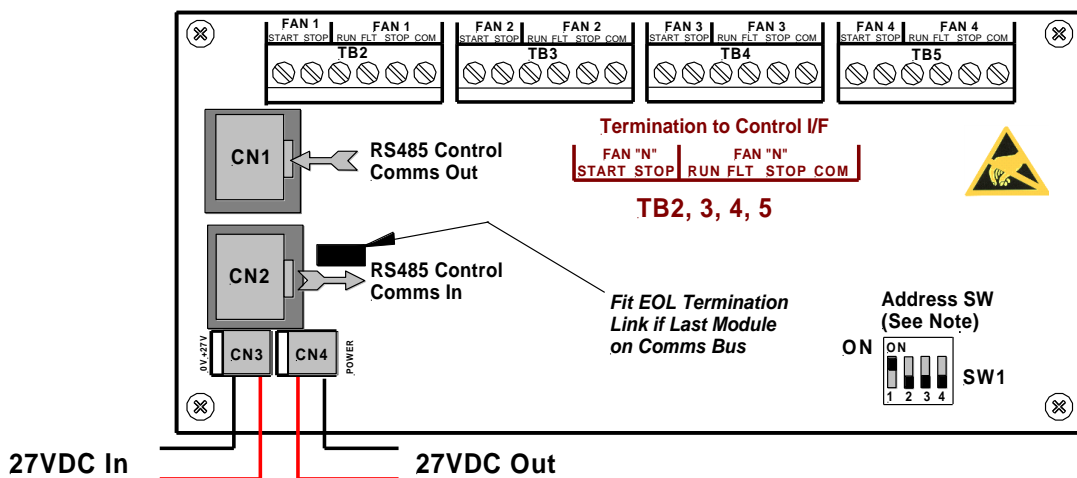 FAN 1 FAN 1
START STOP RUN FLT STOP COM
TB2
FAN 2 FAN 2
START STOP RUN FLT STOP COM
TB3
FAN 3 FAN 3
START STOP RUN FLT STOP COM
TB4
FAN 4 FAN 4
START STOP RUN FLT STOP COM
TB5
CN1
RS485 Control
Comms Out
Termination to Control I/F
FAN "N" FAN "N"
START STOP RUN FLT STOP COM
TB2, 3, 4, 5
CN2
RS485 Control
Comms In
Fit EOL Termination
Link if Last Module
on Comms Bus
Address SW
(See Note)
ON
ON
1 2 3 4
SW1
0V +27V
CN3
CN4
POWER
27VDC In
27VDC Out